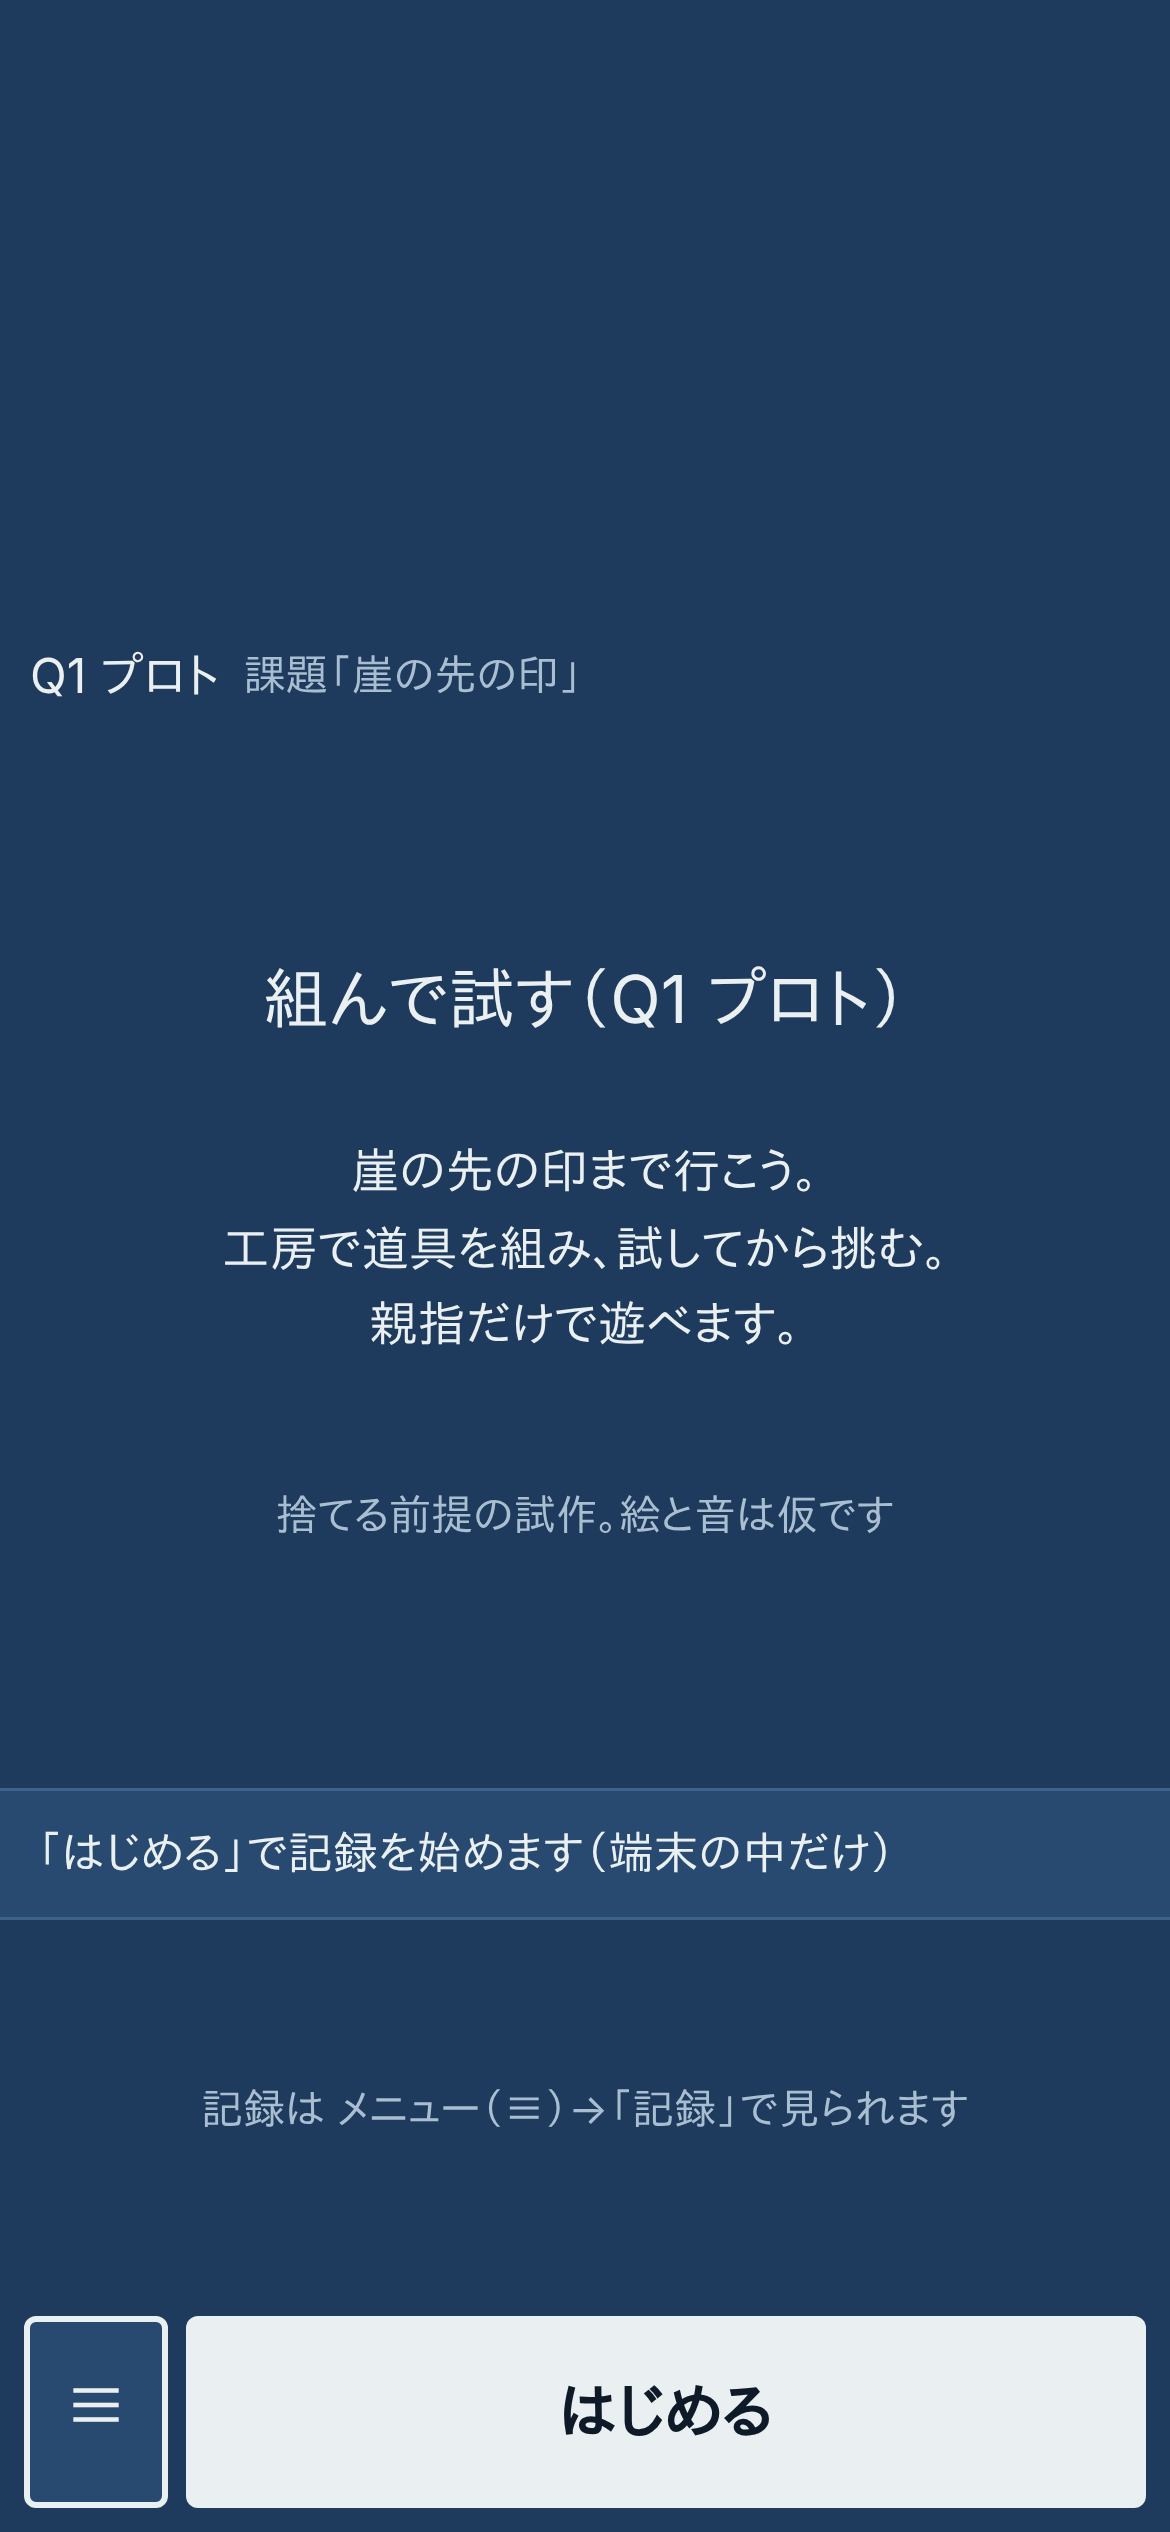 Q1 プロト 課題「崖の先の印」
組んで試す（Q1 プロト）
崖の先の印まで行こう。
工房で道具を組み、試してから挑む。
親指だけで遊べます。
捨てる前提の試作。絵と音は仮です
「はじめる」で記録を始めます（端末の中だけ）
記録は メニュー（≡）→「記録」で見られます
≡ はじめる